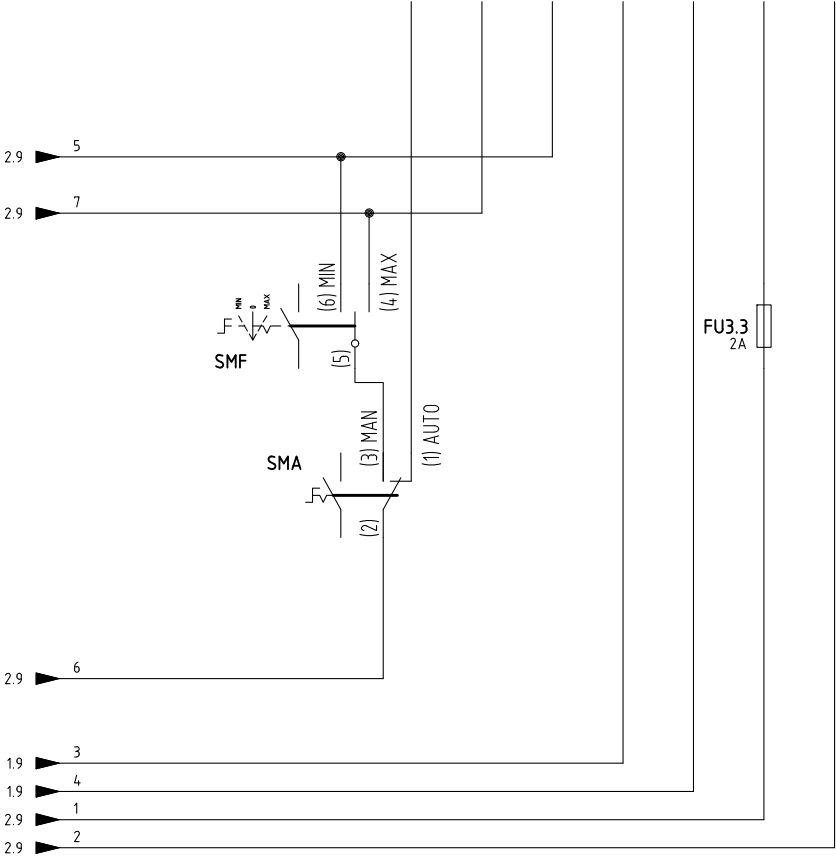 5
2.9
7
2.9
(6) MIN
(4) MAX
MIN
0
MAX
FU3.3
2A
SMF
(5)
(3) MAN
(1) AUTO
SMA
(2)
6
2.9
3
1.9
4
1.9
1
2.9
2
2.9